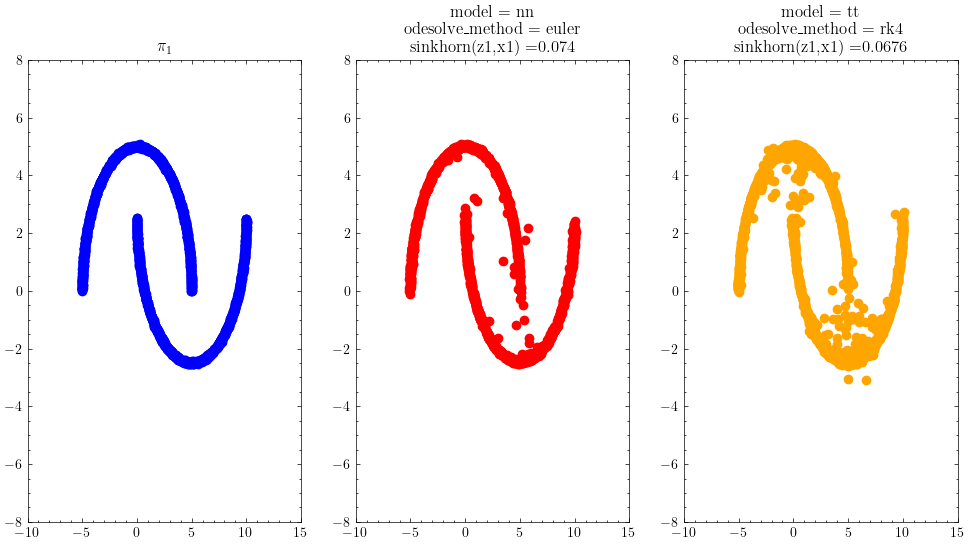 π₁
model = nn
odesolve_method = euler
sinkhorn(z1,x1) =0.074
model = tt
odesolve_method = rk4
sinkhorn(z1,x1) =0.0676
8
6
4
2
0
−2
−4
−6
−8
−10 −5 0 5 10 15
8
6
4
2
0
−2
−4
−6
−8
−10 −5 0 5 10 15
8
6
4
2
0
−2
−4
−6
−8
−10 −5 0 5 10 15